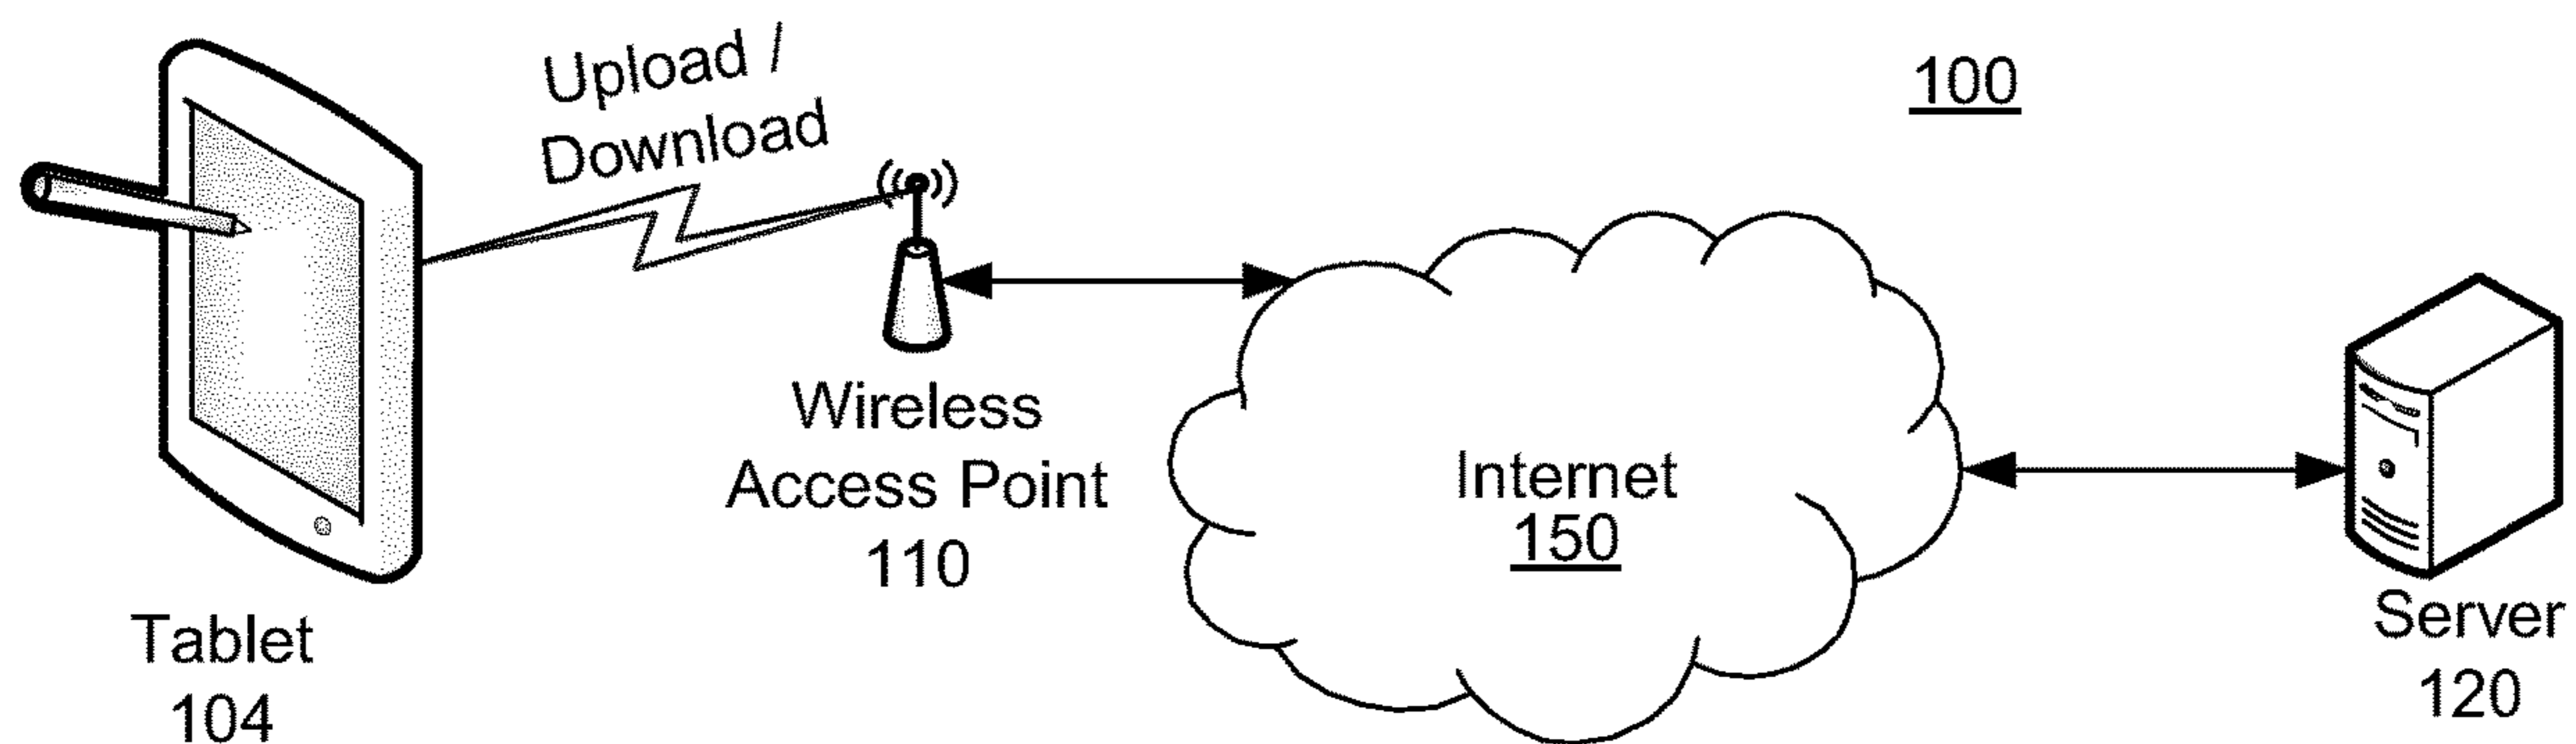 Upload /
Download
100
Wireless
Access Point
110
Internet
150
Tablet
104
Server
120